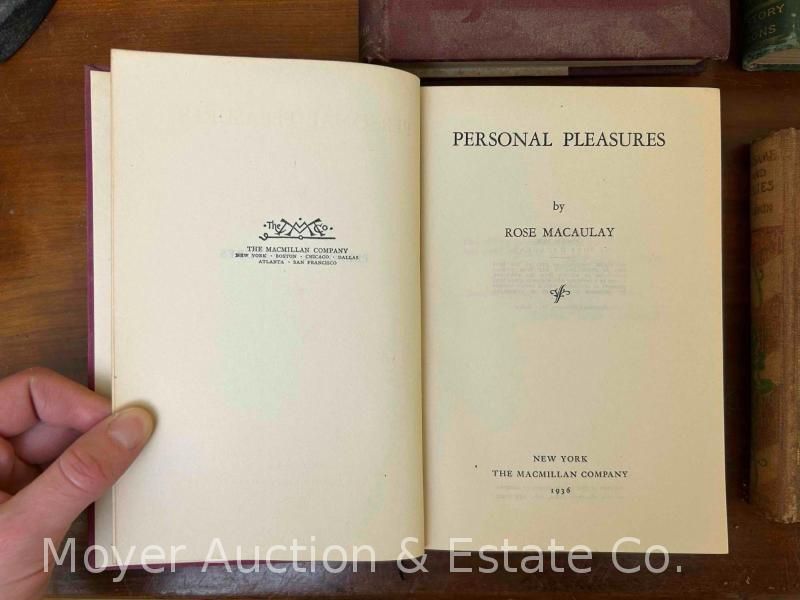 The M Co.
THE MACMILLAN COMPANY
NEW YORK · BOSTON · CHICAGO · DALLAS
ATLANTA · SAN FRANCISCO
PERSONAL PLEASURES
by
ROSE MACAULAY
NEW YORK
THE MACMILLAN COMPANY
1936
Moyer Auction & Estate Co.